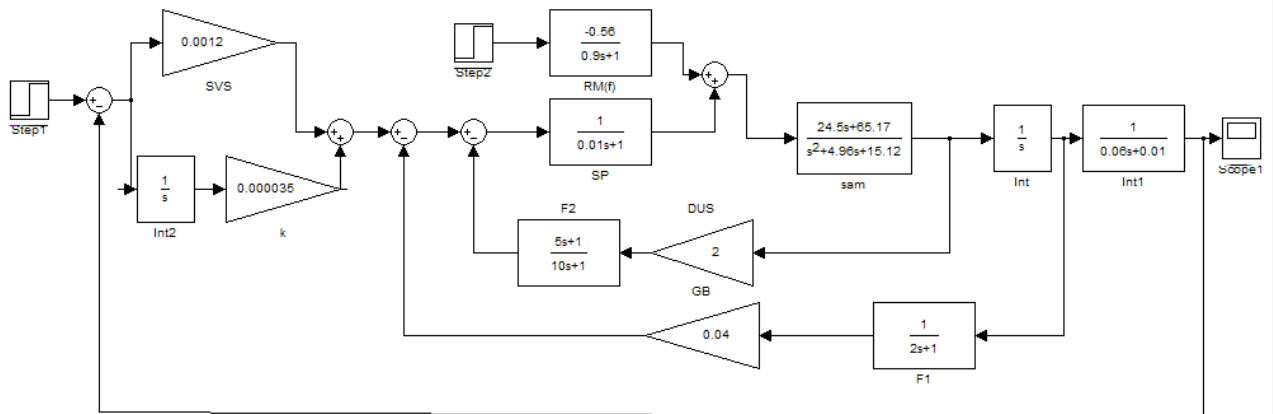 Step1
+
−
0.0012
SVS
1
s
Int2
0.000035
k
+
+
+
−
+
−
Step2
-0.56
0.9s+1
RM(f)
1
0.01s+1
SP
+
+
24.5s+65.17
s²+4.96s+15.12
sam
1
s
Int
1
0.06s+0.01
Int1
Scope1
F2
5s+1
10s+1
DUS
2
GB
0.04
1
2s+1
F1